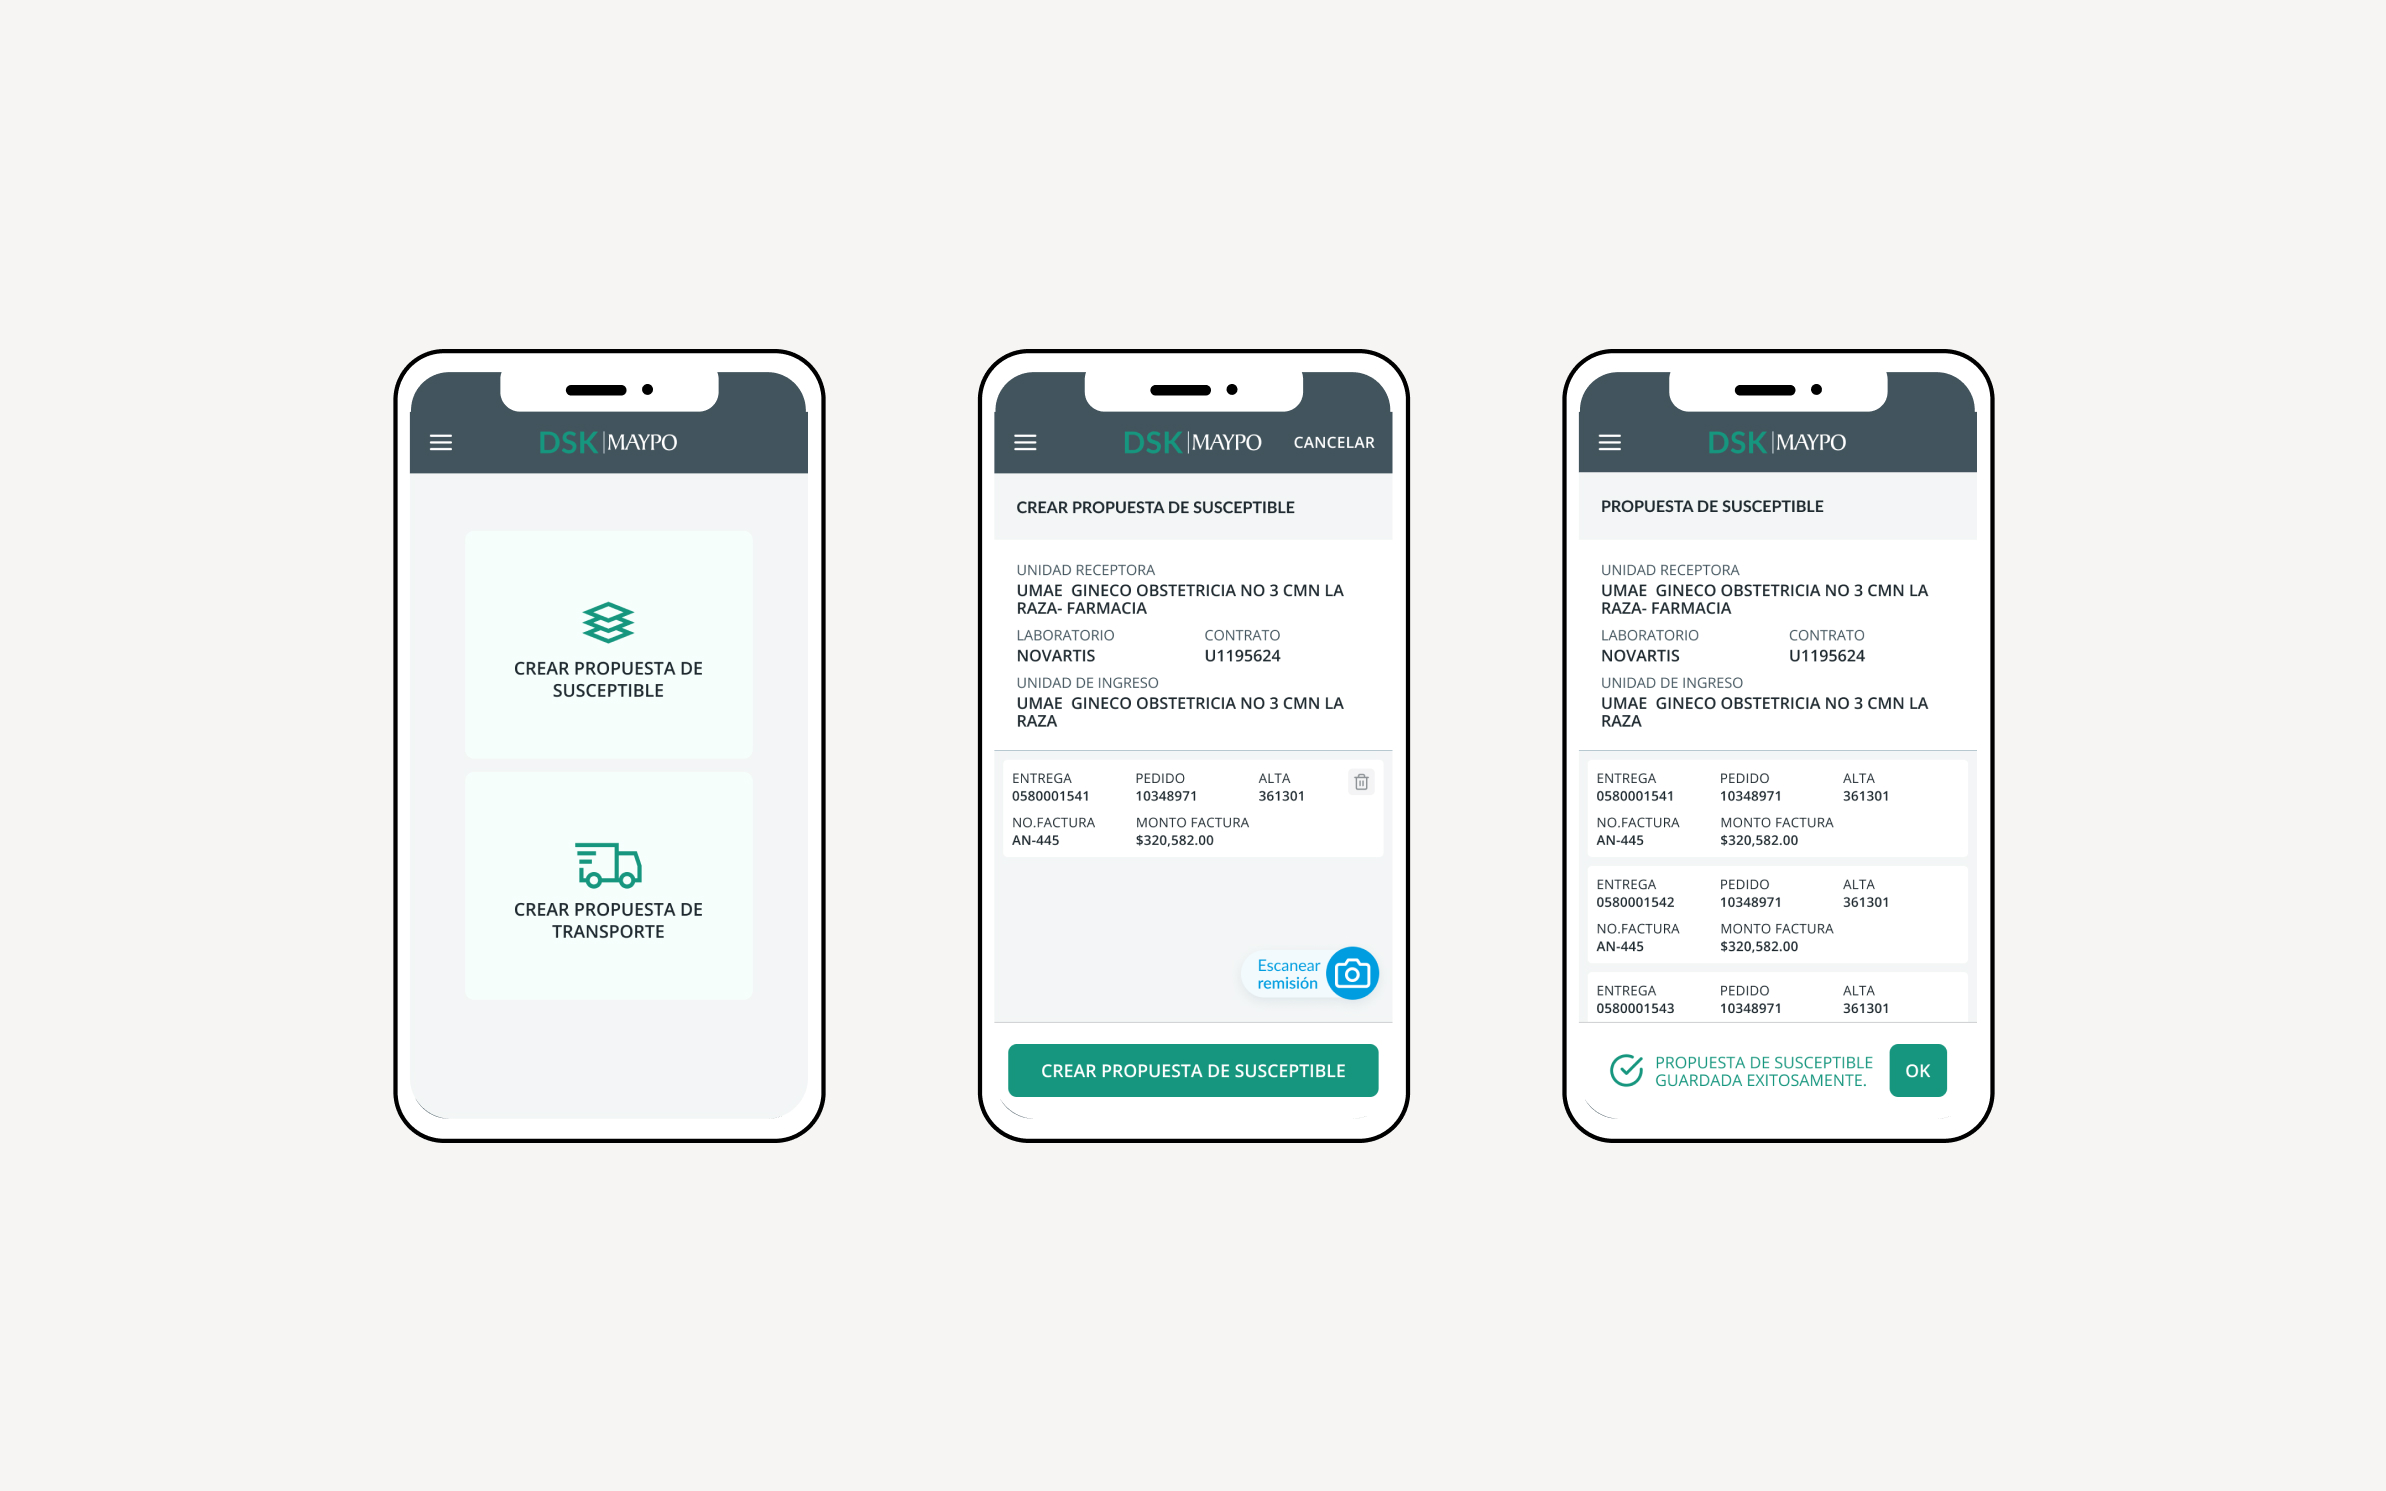 DSK MAYPO
CREAR PROPUESTA DE
SUSCEPTIBLE
CREAR PROPUESTA DE
TRANSPORTE
DSK MAYPO CANCELAR
CREAR PROPUESTA DE SUSCEPTIBLE
UNIDAD RECEPTORA
UMAE GINECO OBSTETRICIA NO 3 CMN LA
RAZA- FARMACIA
LABORATORIO CONTRATO
NOVARTIS U1195624
UNIDAD DE INGRESO
UMAE GINECO OBSTETRICIA NO 3 CMN LA
RAZA
ENTREGA PEDIDO ALTA
0580001541 10348971 361301
NO.FACTURA MONTO FACTURA
AN-445 $320,582.00
Escanear
remisión
CREAR PROPUESTA DE SUSCEPTIBLE
DSK MAYPO
PROPUESTA DE SUSCEPTIBLE
UNIDAD RECEPTORA
UMAE GINECO OBSTETRICIA NO 3 CMN LA
RAZA- FARMACIA
LABORATORIO CONTRATO
NOVARTIS U1195624
UNIDAD DE INGRESO
UMAE GINECO OBSTETRICIA NO 3 CMN LA
RAZA
ENTREGA PEDIDO ALTA
0580001541 10348971 361301
NO.FACTURA MONTO FACTURA
AN-445 $320,582.00
ENTREGA PEDIDO ALTA
0580001542 10348971 361301
NO.FACTURA MONTO FACTURA
AN-445 $320,582.00
ENTREGA PEDIDO ALTA
0580001543 10348971 361301
PROPUESTA DE SUSCEPTIBLE
GUARDADA EXITOSAMENTE.
OK